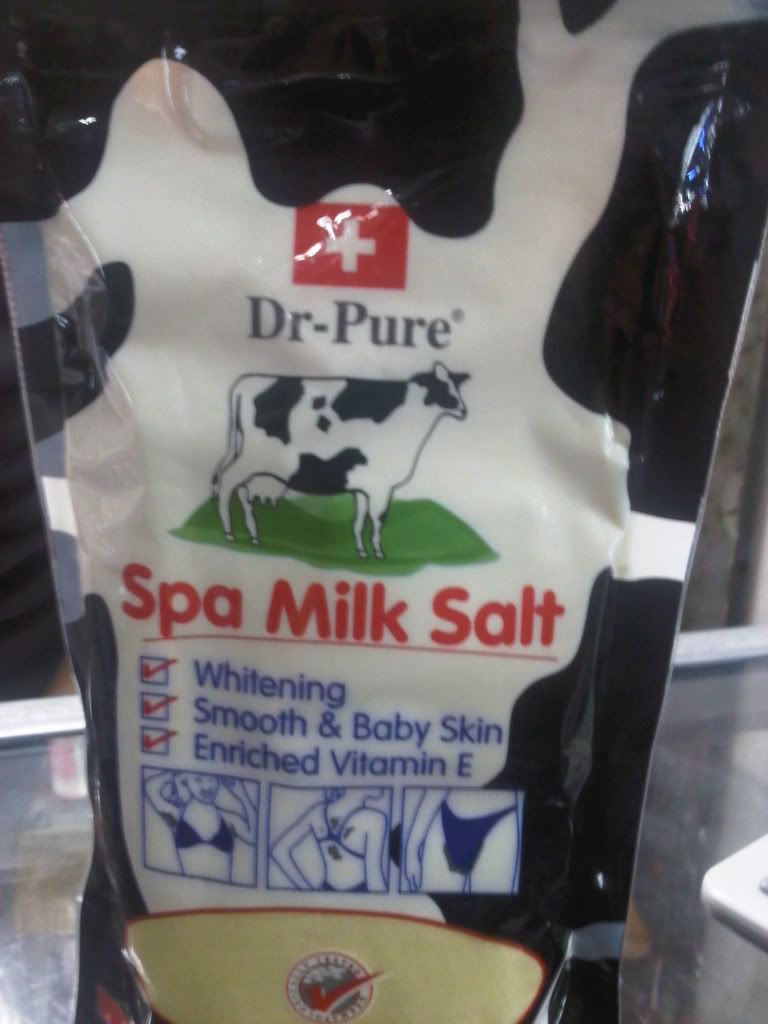 Dr-Pure®
Spa Milk Salt
Whitening
Smooth & Baby Skin
Enriched Vitamin E